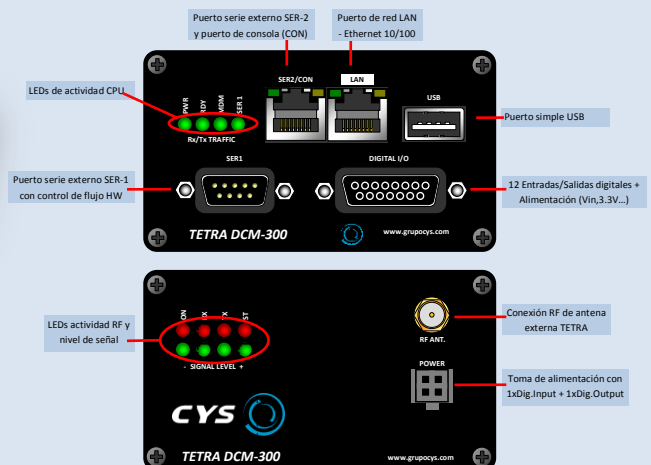 Puerto serie externo SER-2
y puerto de consola (CON)
Puerto de red LAN
- Ethernet 10/100
LEDs de actividad CPU
PWR
RDY
MDM
SER 1
Rx/Tx TRAFFIC
SER2/CON
LAN
USB
Puerto simple USB
Puerto serie externo SER-1
con control de flujo HW
SER1
DIGITAL I/O
12 Entradas/Salidas digitales +
Alimentación (Vin,3.3V...)
TETRA DCM-300
www.grupocys.com
LEDs actividad RF y
nivel de señal
ON
RX
TX
ST
- SIGNAL LEVEL +
RF ANT.
Conexión RF de antena
externa TETRA
POWER
Toma de alimentación con
1xDig.Input + 1xDig.Output
CYS
TETRA DCM-300
www.grupocys.com